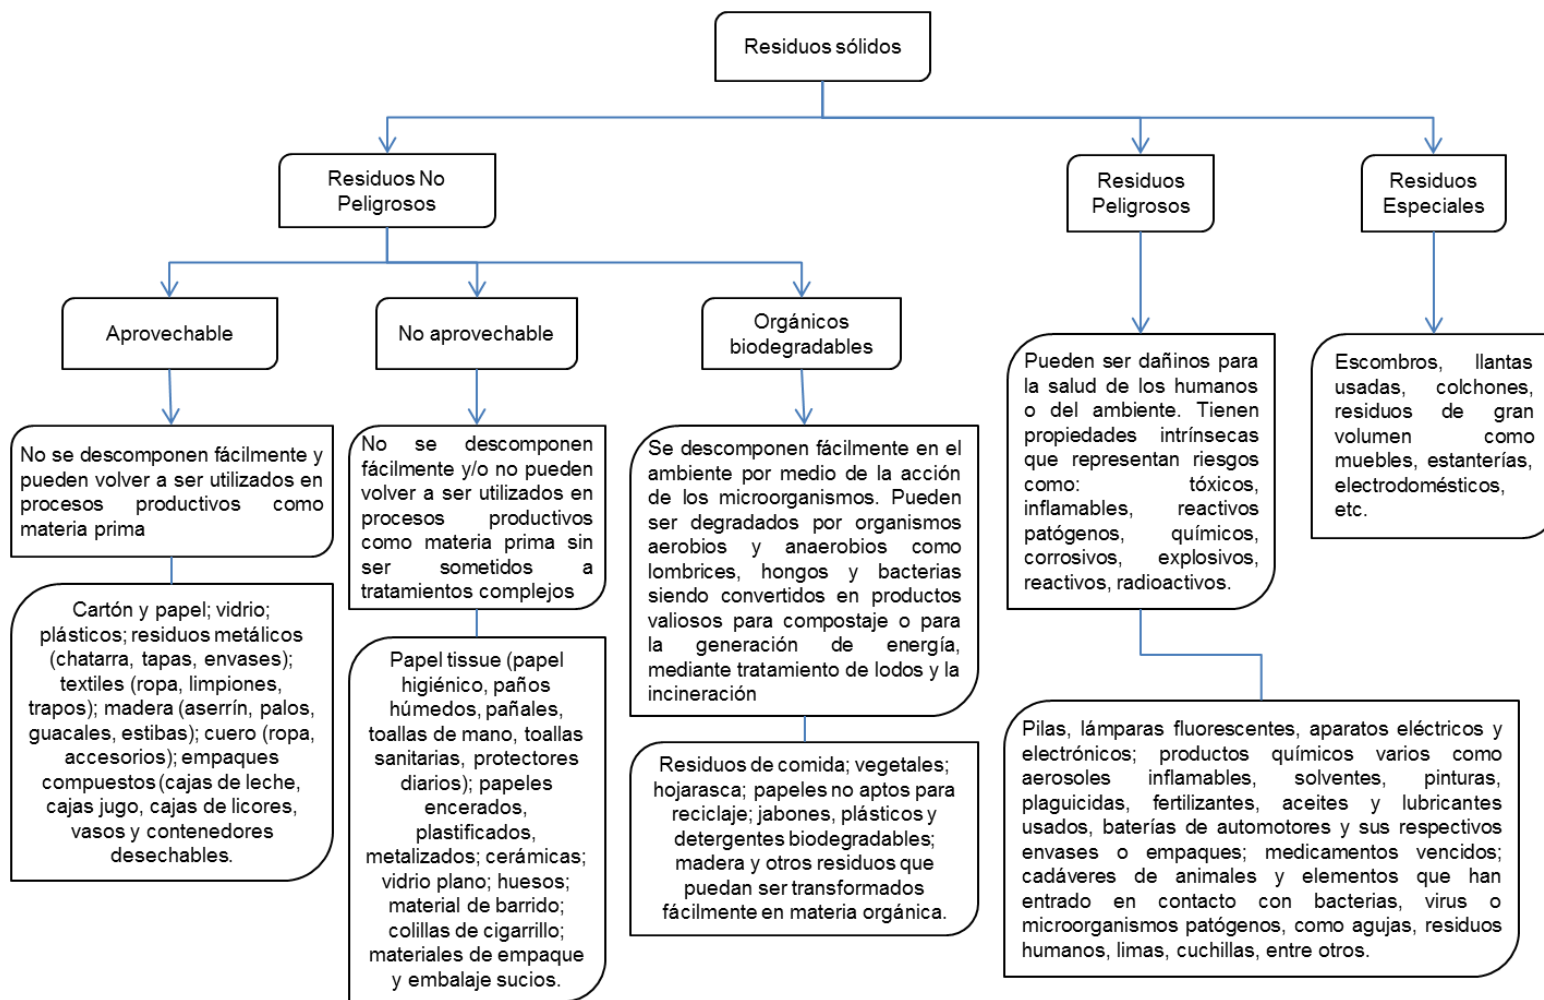 Residuos sólidos
Residuos No
Peligrosos
Residuos
Peligrosos
Residuos
Especiales
Aprovechable
No aprovechable
Orgánicos
biodegradables
No se descomponen fácilmente y
pueden volver a ser utilizados en
procesos productivos como
materia prima
No se descomponen
fácilmente y/o no pueden
volver a ser utilizados en
procesos productivos
como materia prima sin
ser sometidos a
tratamientos complejos
Se descomponen fácilmente en el
ambiente por medio de la acción
de los microorganismos. Pueden
ser degradados por organismos
aerobios y anaerobios como
lombrices, hongos y bacterias
siendo convertidos en productos
valiosos para compostaje o para
la generación de energía,
mediante tratamiento de lodos y la
incineración
Pueden ser dañinos para
la salud de los humanos
o del ambiente. Tienen
propiedades intrínsecas
que representan riesgos
como: tóxicos,
inflamables, reactivos
patógenos, químicos,
corrosivos, explosivos,
reactivos, radioactivos.
Escombros, llantas
usadas, colchones,
residuos de gran
volumen como
muebles, estanterías,
electrodomésticos,
etc.
Cartón y papel; vidrio;
plásticos; residuos metálicos
(chatarra, tapas, envases);
textiles (ropa, limpiones,
trapos); madera (aserrín, palos,
guacales, estibas); cuero (ropa,
accesorios); empaques
compuestos (cajas de leche,
cajas jugo, cajas de licores,
vasos y contenedores
desechables.
Papel tissue (papel
higiénico, paños
húmedos, pañales,
toallas de mano, toallas
sanitarias, protectores
diarios); papeles
encerados,
plastificados,
metalizados; cerámicas;
vidrio plano; huesos;
material de barrido;
colillas de cigarrillo;
materiales de empaque
y embalaje sucios.
Residuos de comida; vegetales;
hojarasca; papeles no aptos para
reciclaje; jabones, plásticos y
detergentes biodegradables;
madera y otros residuos que
puedan ser transformados
fácilmente en materia orgánica.
Pilas, lámparas fluorescentes, aparatos eléctricos y
electrónicos; productos químicos varios como
aerosoles inflamables, solventes, pinturas,
plaguicidas, fertilizantes, aceites y lubricantes
usados, baterías de automotores y sus respectivos
envases o empaques; medicamentos vencidos;
cadáveres de animales y elementos que han
entrado en contacto con bacterias, virus o
microorganismos patógenos, como agujas, residuos
humanos, limas, cuchillas, entre otros.